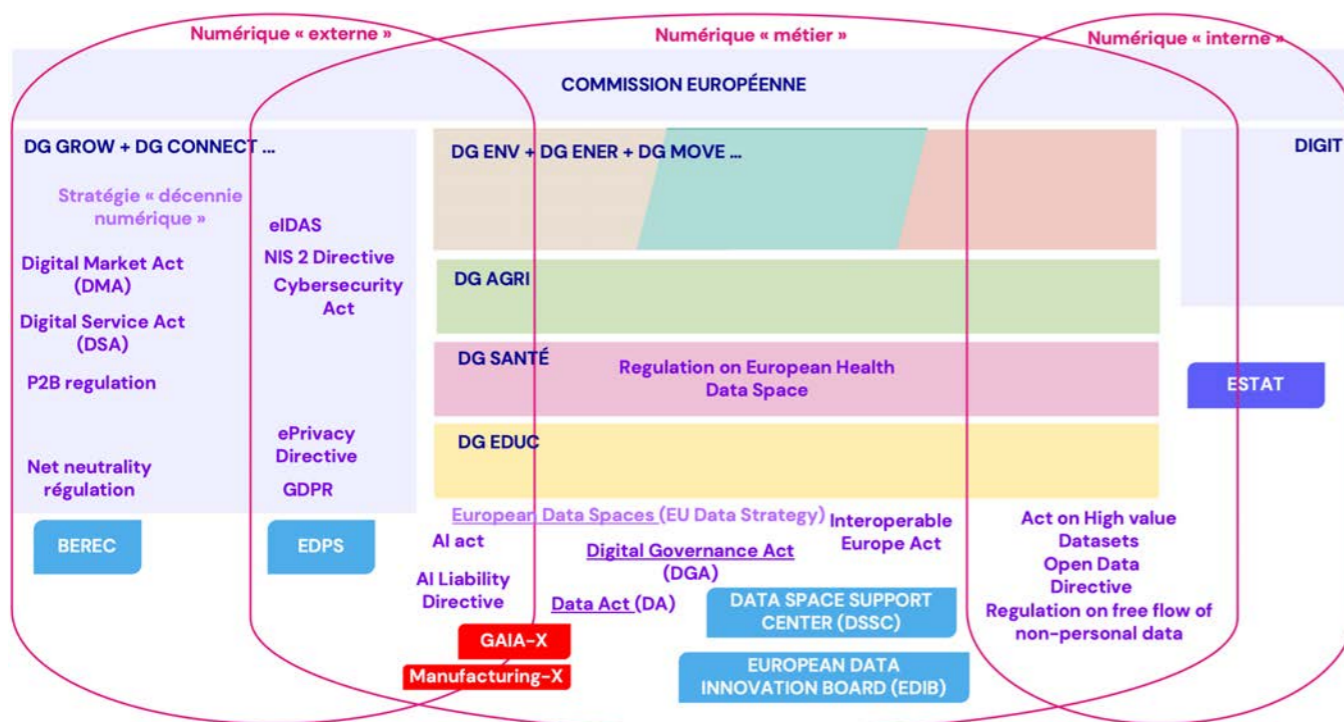 Numérique « externe »
Numérique « métier »
Numérique « interne »
COMMISSION EUROPÉENNE
DG GROW + DG CONNECT ...
Stratégie « décennie
numérique »
Digital Market Act
(DMA)
Digital Service Act
(DSA)
P2B regulation
Net neutrality
régulation
BEREC
eIDAS
NIS 2 Directive
Cybersecurity
Act
ePrivacy
Directive
GDPR
EDPS
DG ENV + DG ENER + DG MOVE ...
DG AGRI
DG SANTÉ
Regulation on European Health
Data Space
DG EDUC
European Data Spaces (EU Data Strategy)
AI act
AI Liability
Directive
Digital Governance Act
(DGA)
Data Act (DA)
Interoperable
Europe Act
GAIA-X
Manufacturing-X
DATA SPACE SUPPORT
CENTER (DSSC)
EUROPEAN DATA
INNOVATION BOARD (EDIB)
DIGIT
ESTAT
Act on High value
Datasets
Open Data
Directive
Regulation on free flow of
non-personal data